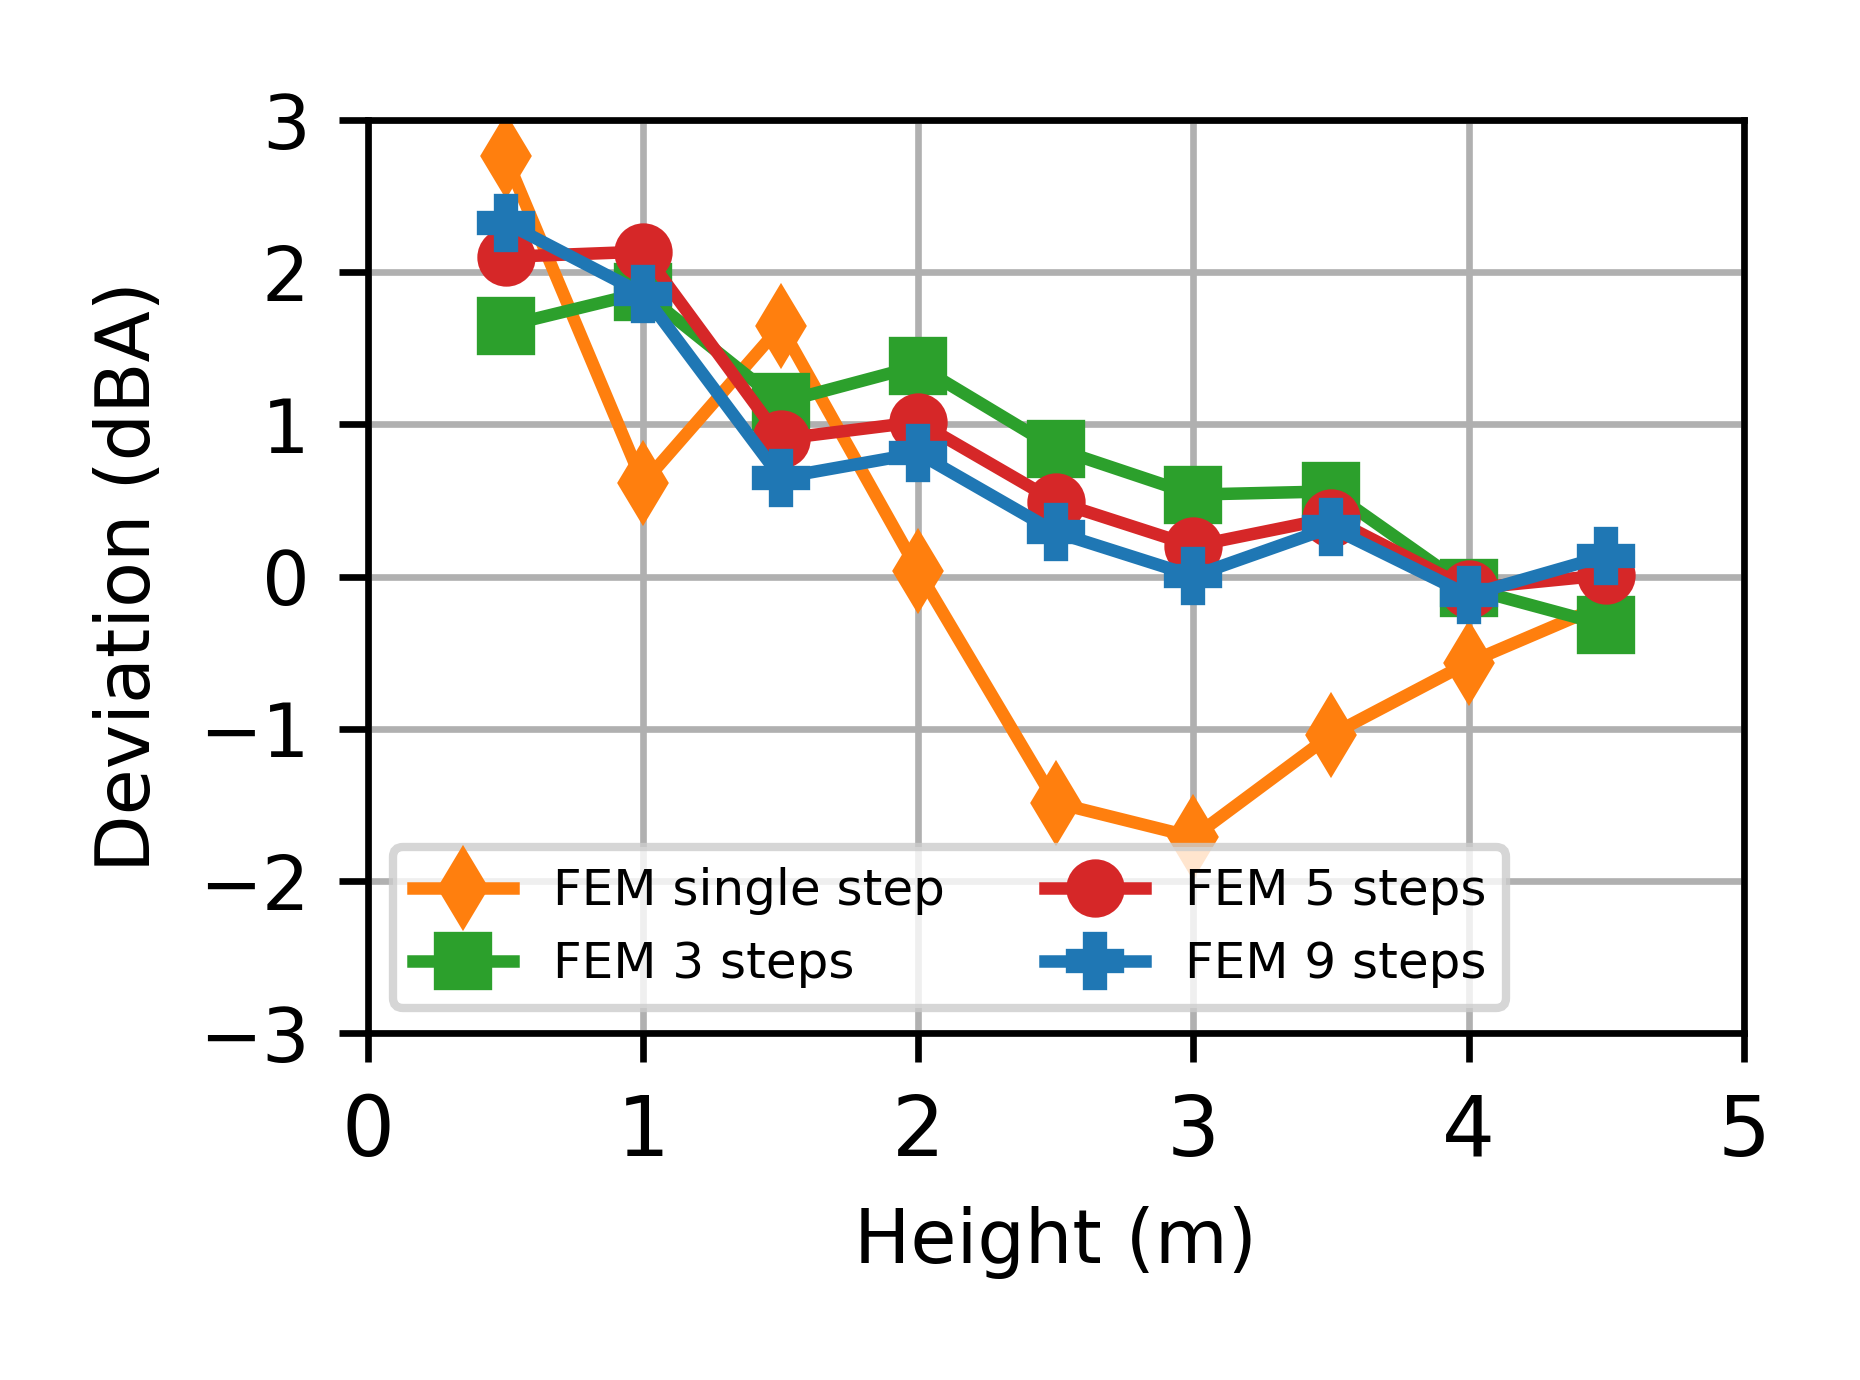 3
2
1
0
−1
−2
−3
Deviation (dBA)
FEM single step
FEM 3 steps
FEM 5 steps
FEM 9 steps
0 1 2 3 4 5
Height (m)